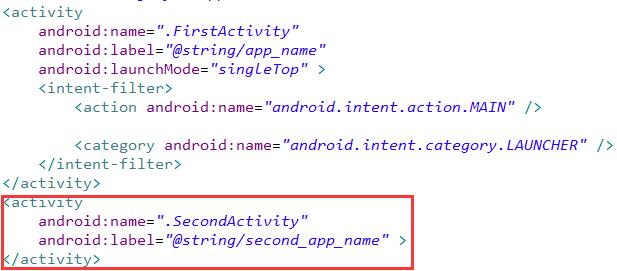 <activity
android:name=".FirstActivity"
android:label="@string/app_name"
android:launchMode="singleTop" >
<intent-filter>
<action android:name="android.intent.action.MAIN" />
<category android:name="android.intent.category.LAUNCHER" />
</intent-filter>
</activity>
<activity
android:name=".SecondActivity"
android:label="@string/second_app_name" >
</activity>